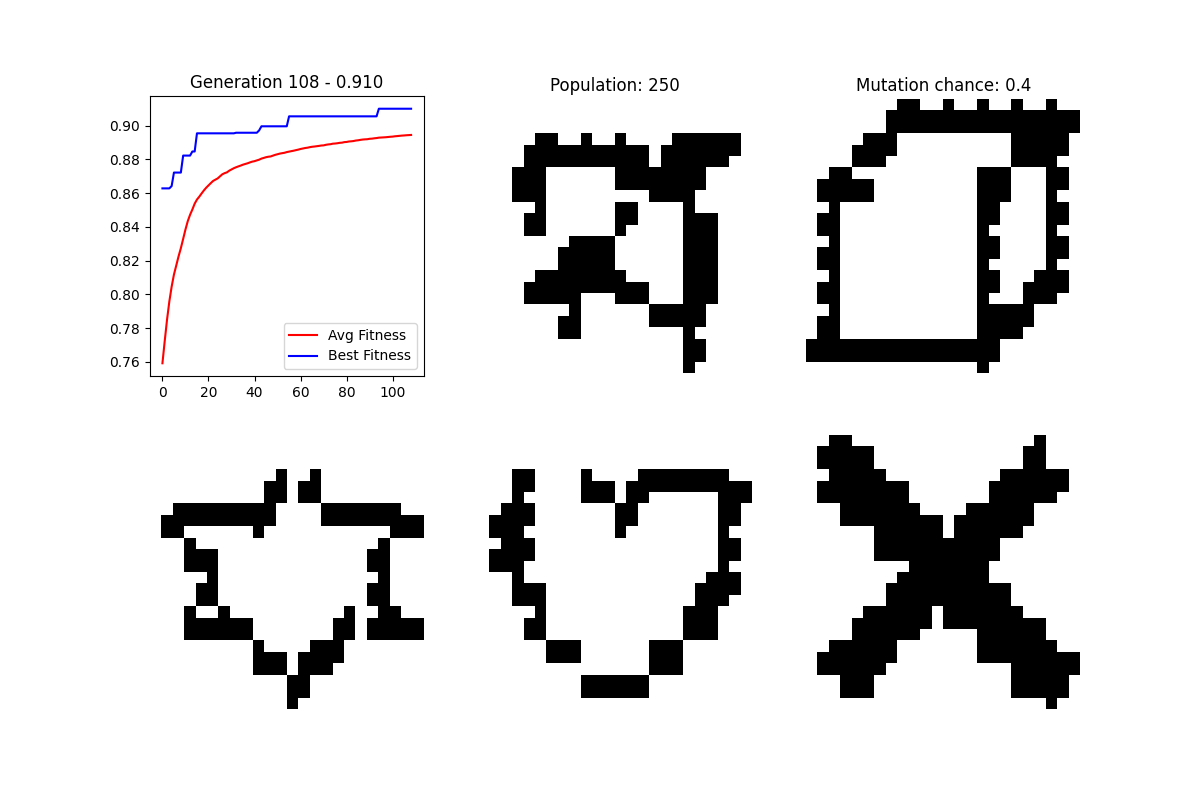 Generation 108 - 0.910
Population: 250
Mutation chance: 0.4
0.90
0.88
0.86
0.84
0.82
0.80
0.78
0.76
Avg Fitness
Best Fitness
0 20 40 60 80 100